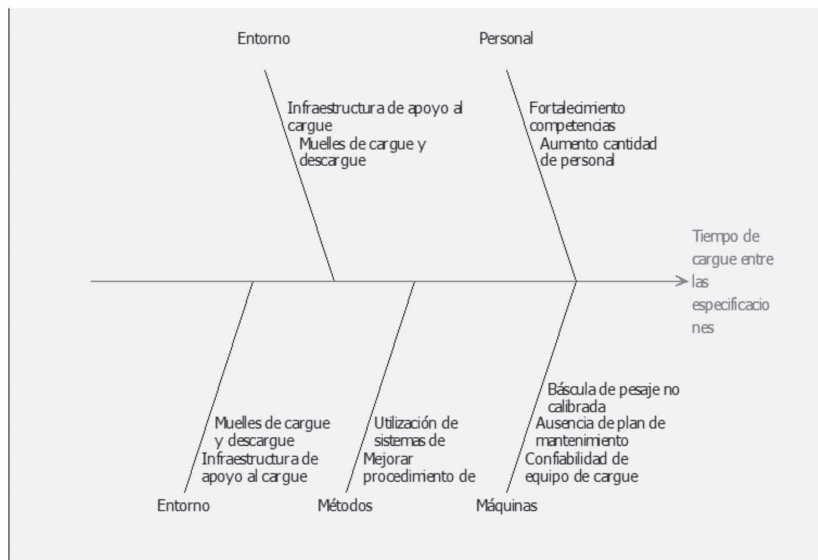 Entorno
Personal
Infraestructura de apoyo al
cargue
Muelles de cargue y
descargue
Fortalecimiento
competencias
Aumento cantidad
de personal
Tiempo de
cargue entre
las
especificacio
nes
Muelles de cargue
y descargue
Infraestructura de
apoyo al cargue
Utilización de
sistemas de
Mejorar
procedimiento de
Báscula de pesaje no
calibrada
Ausencia de plan de
mantenimiento
Confiabilidad de
equipo de cargue
Entorno
Métodos
Máquinas